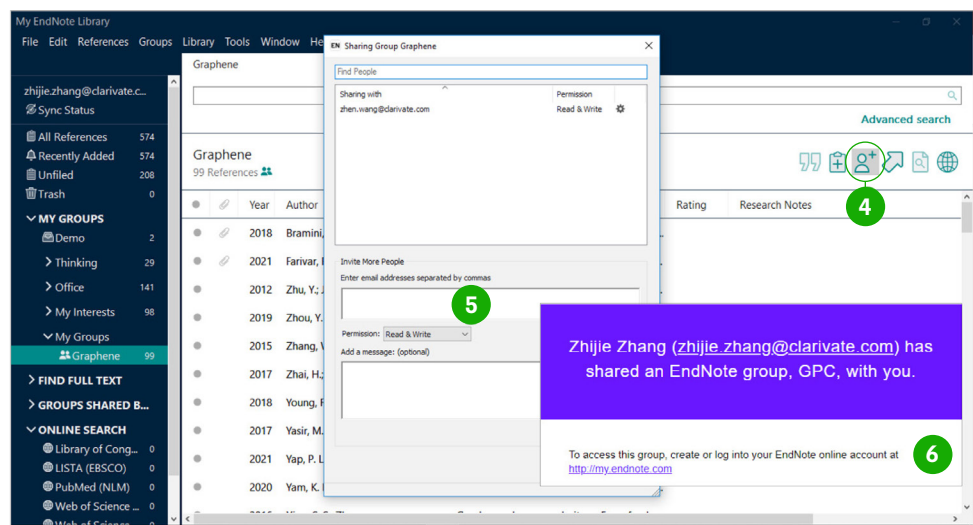 My EndNote Library
File Edit References Groups Library Tools Window He
zhijie.zhang@clarivate.c...
Sync Status
All References 574
Recently Added 574
Unfiled 208
Trash 0
MY GROUPS
Demo 2
Thinking 29
Office 141
My Interests 98
My Groups
Graphene 99
FIND FULL TEXT
GROUPS SHARED B...
ONLINE SEARCH
Library of Cong... 0
LISTA (EBSCO) 0
PubMed (NLM) 0
Web of Science ... 0
Web of Science 0
Graphene
Advanced search
Graphene
99 References
Year Author Rating Research Notes
2018 Bramini,
2021 Farivar,
2012 Zhu, Y.;
2019 Zhou, Y.
2015 Zhang,
2017 Zhai, H.;
2018 Young,
2017 Yasir, M.
2021 Yap, P. L
2020 Yam, K.
EN Sharing Group Graphene
Find People
Sharing with Permission
zhen.wang@clarivate.com Read & Write
Invite More People
Enter email addresses separated by commas
Permission: Read & Write
Add a message: (optional)
4
5
Zhijie Zhang (zhijie.zhang@clarivate.com) has
shared an EndNote group, GPC, with you.
To access this group, create or log into your EndNote online account at
http://my.endnote.com
6